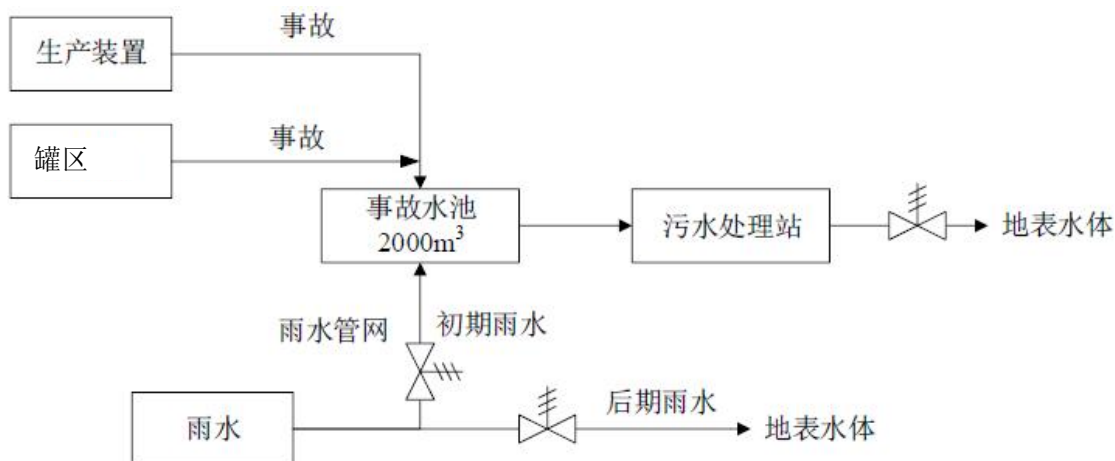 事故
生产装置
事故
罐区
事故水池
2000m³
污水处理站
地表水体
雨水管网
初期雨水
后期雨水
雨水
地表水体